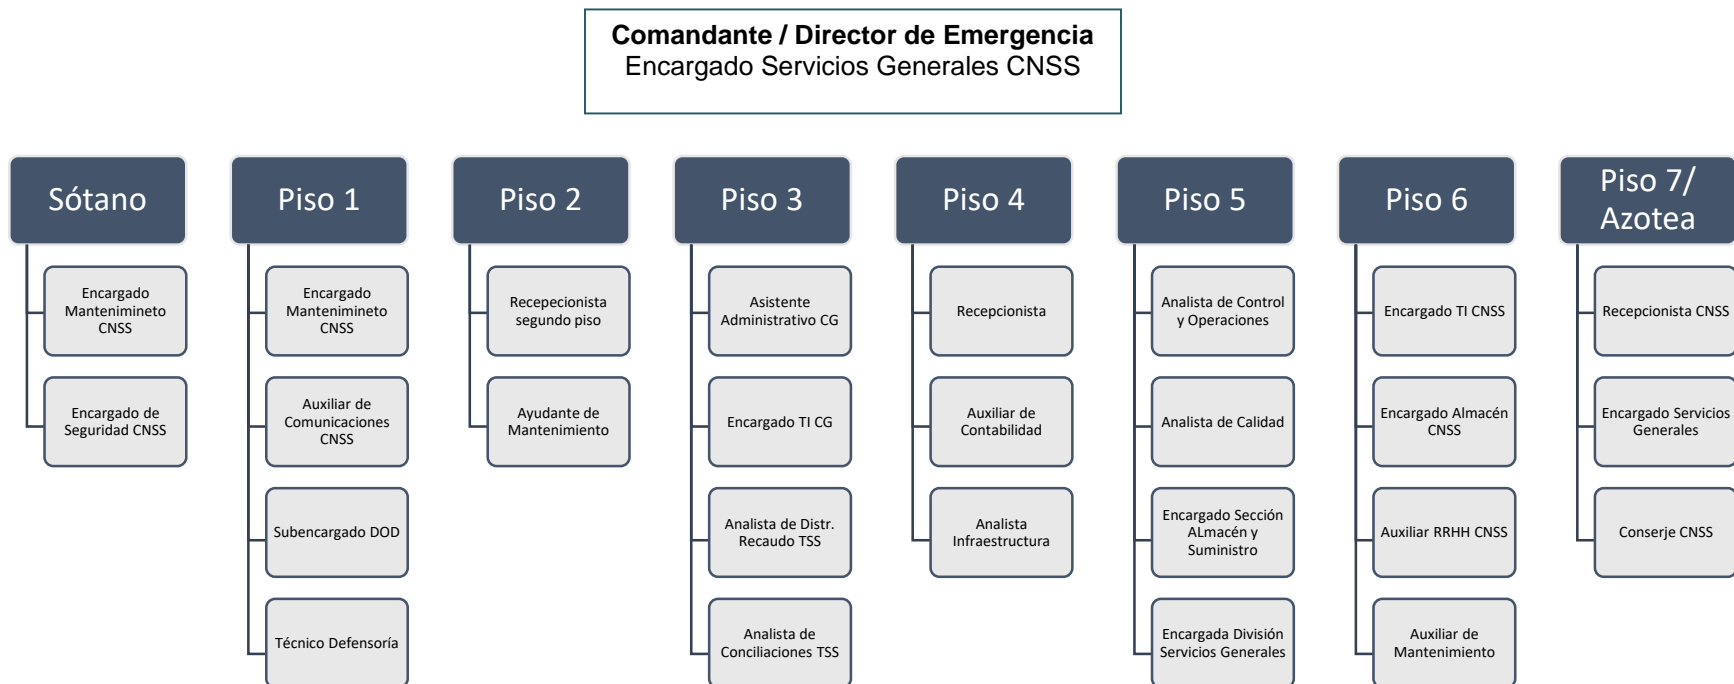 Comandante / Director de Emergencia
Encargado Servicios Generales CNSS
Sótano
Encargado
Mantenimineto
CNSS
Encargado de
Seguridad CNSS
Piso 1
Encargado
Mantenimineto
CNSS
Auxiliar de
Comunicaciones
CNSS
Subencargado DOD
Técnico Defensoría
Piso 2
Recepecionista
segundo piso
Ayudante de
Mantenimiento
Piso 3
Asistente
Administrativo CG
Encargado TI CG
Analista de Distr.
Recaudo TSS
Analista de
Conciliaciones TSS
Piso 4
Recepcionista
Auxiliar de
Contabilidad
Analista
Infraestructura
Piso 5
Analista de Control
y Operaciones
Analista de Calidad
Encargado Sección
ALmacén y
Suministro
Encargada División
Servicios Generales
Piso 6
Encargado TI CNSS
Encargado Almacén
CNSS
Auxiliar RRHH CNSS
Auxiliar de
Mantenimiento
Piso 7/
Azotea
Recepcionista CNSS
Encargado Servicios
Generales
Conserje CNSS